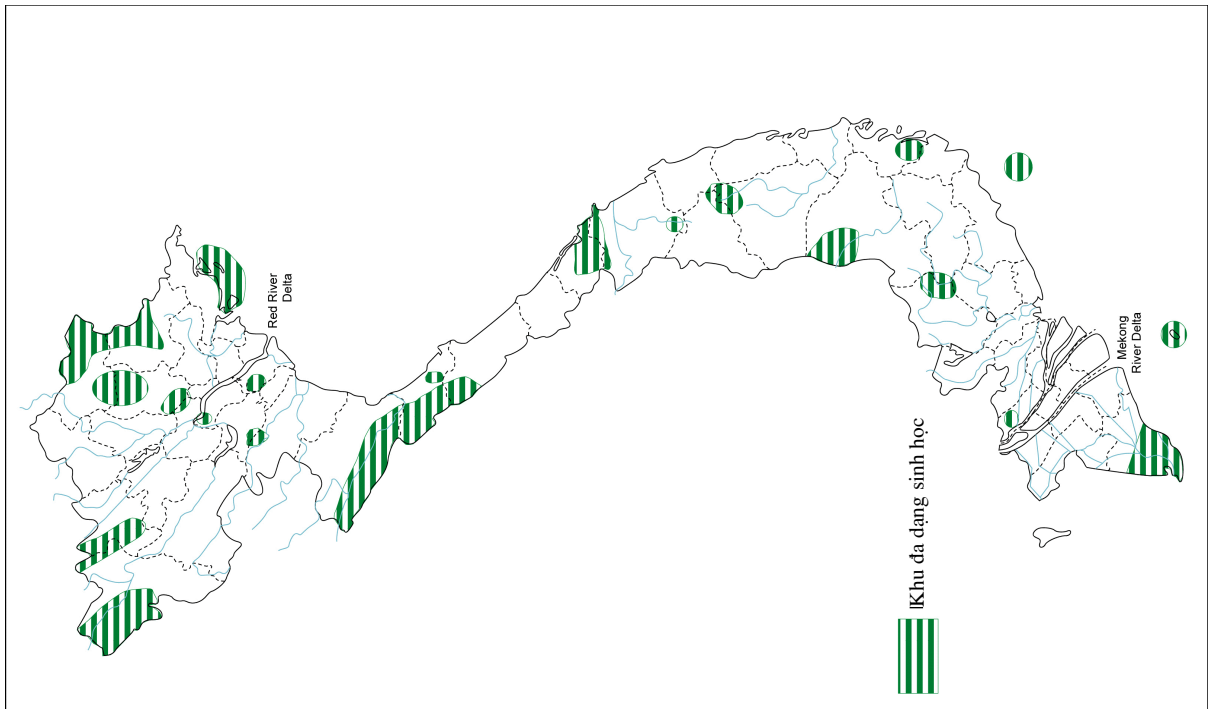 Red River
Delta
Mekong
River Delta
Khu đa dạng sinh học